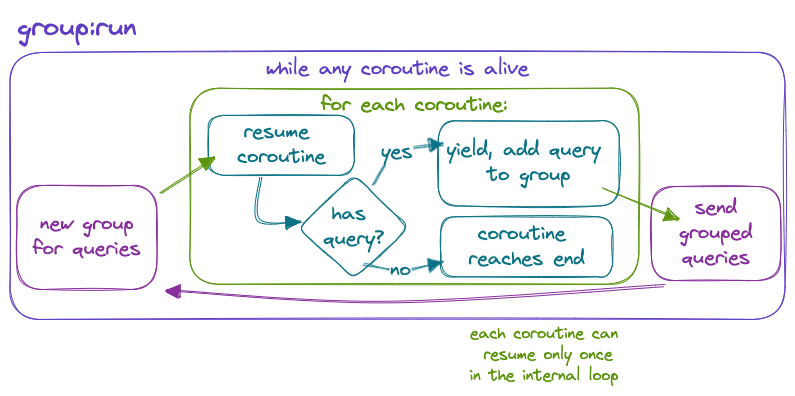 group:run
while any coroutine is alive
for each coroutine:
resume
coroutine
yes
yield, add query
to group
new group
for queries
has
query?
no
coroutine
reaches end
send
grouped
queries
each coroutine can
resume only once
in the internal loop